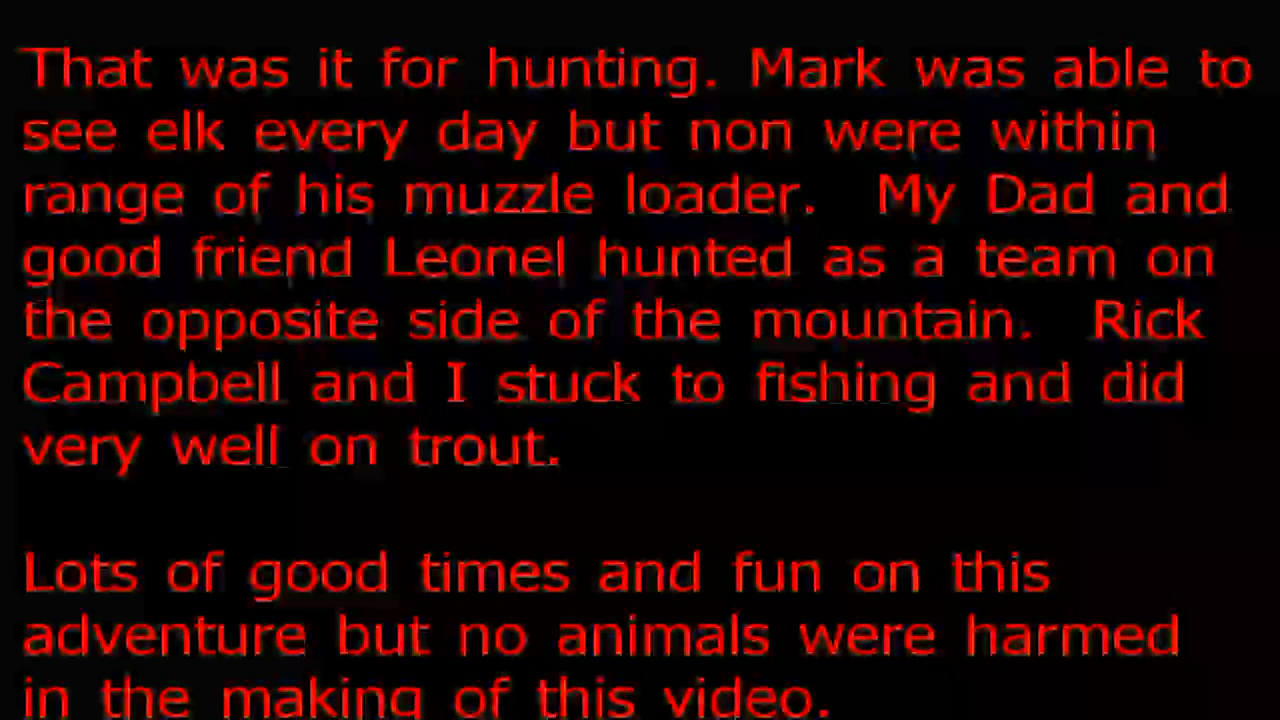 That was it for hunting. Mark was able to
see elk every day but non were within
range of his muzzle loader.  My Dad and
good friend Leonel hunted as a team on
the opposite side of the mountain.  Rick
Campbell and I stuck to fishing and did
very well on trout.

Lots of good times and fun on this
adventure but no animals were harmed
in the making of this video.